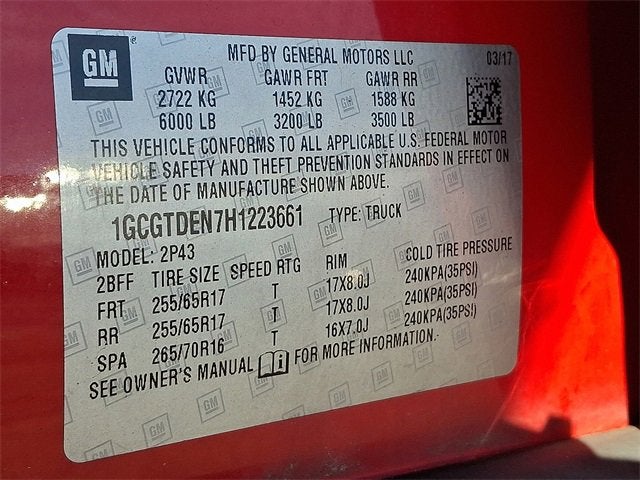 GM
MFD BY GENERAL MOTORS LLC 03/17
GVWR GAWR FRT GAWR RR
2722 KG 1452 KG 1588 KG
6000 LB 3200 LB 3500 LB
THIS VEHICLE CONFORMS TO ALL APPLICABLE U.S. FEDERAL MOTOR
VEHICLE SAFETY AND THEFT PREVENTION STANDARDS IN EFFECT ON
THE DATE OF MANUFACTURE SHOWN ABOVE.
1GCGTDEN7H1223661 TYPE: TRUCK
MODEL: 2P43
2BFF TIRE SIZE SPEED RTG RIM COLD TIRE PRESSURE
FRT 255/65R17 T 17X8.0J 240KPA(35PSI)
RR 255/65R17 T 17X8.0J 240KPA(35PSI)
SPA 265/70R16 T 16X7.0J 240KPA(35PSI)
SEE OWNER'S MANUAL FOR MORE INFORMATION.